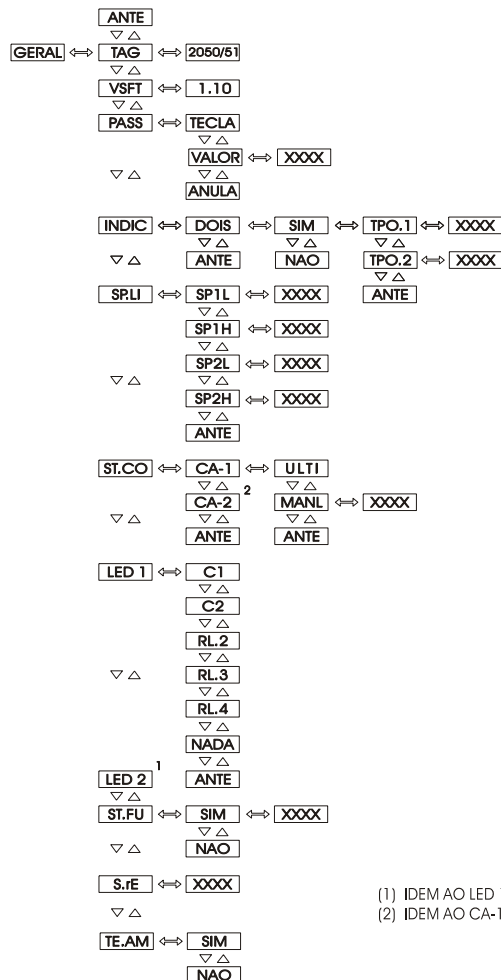 ANTE
GERAL TAG 2050/51
VSFT 1.10
PASS TECLA
VALOR XXXX
ANULA
INDIC DOIS SIM TPO.1 XXXX
ANTE NAO TPO.2 XXXX
SP.LI SP1L XXXX ANTE
SP1H XXXX
SP2L XXXX
SP2H XXXX
ANTE
ST.CO CA-1 ULTI
CA-2 2 MANL XXXX
ANTE ANTE
LED 1 C1
C2
RL.2
RL.3
RL.4
NADA
LED 2 1 ANTE
ST.FU SIM XXXX
NAO
S.rE XXXX
(1) IDEM AO LED 1
(2) IDEM AO CA-1
TE.AM SIM
NAO